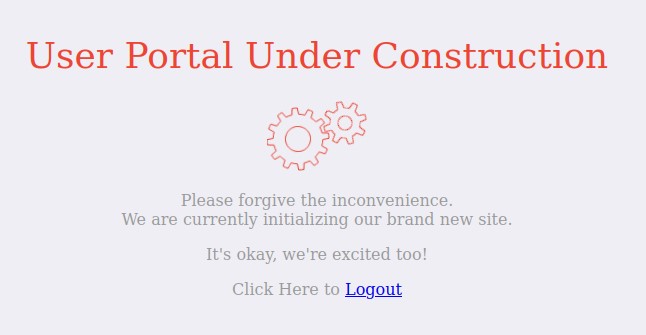 User Portal Under Construction
Please forgive the inconvenience.
We are currently initializing our brand new site.
It's okay, we're excited too!
Click Here to Logout